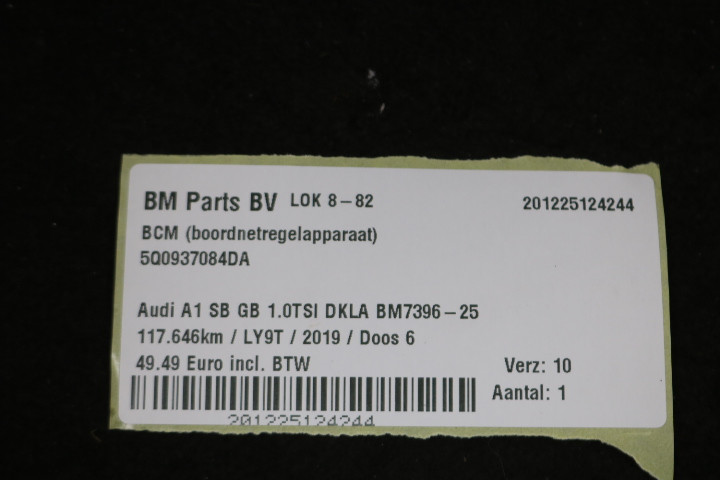 BM Parts BV LOK 8-82 201225124244
BCM (boordnetregelapparaat)
5Q0937084DA
Audi A1 SB GB 1.0TSI DKLA BM7396-25
117.646km / LY9T / 2019 / Doos 6
49.49 Euro incl. BTW Verz: 10
Aantal: 1
201225124244